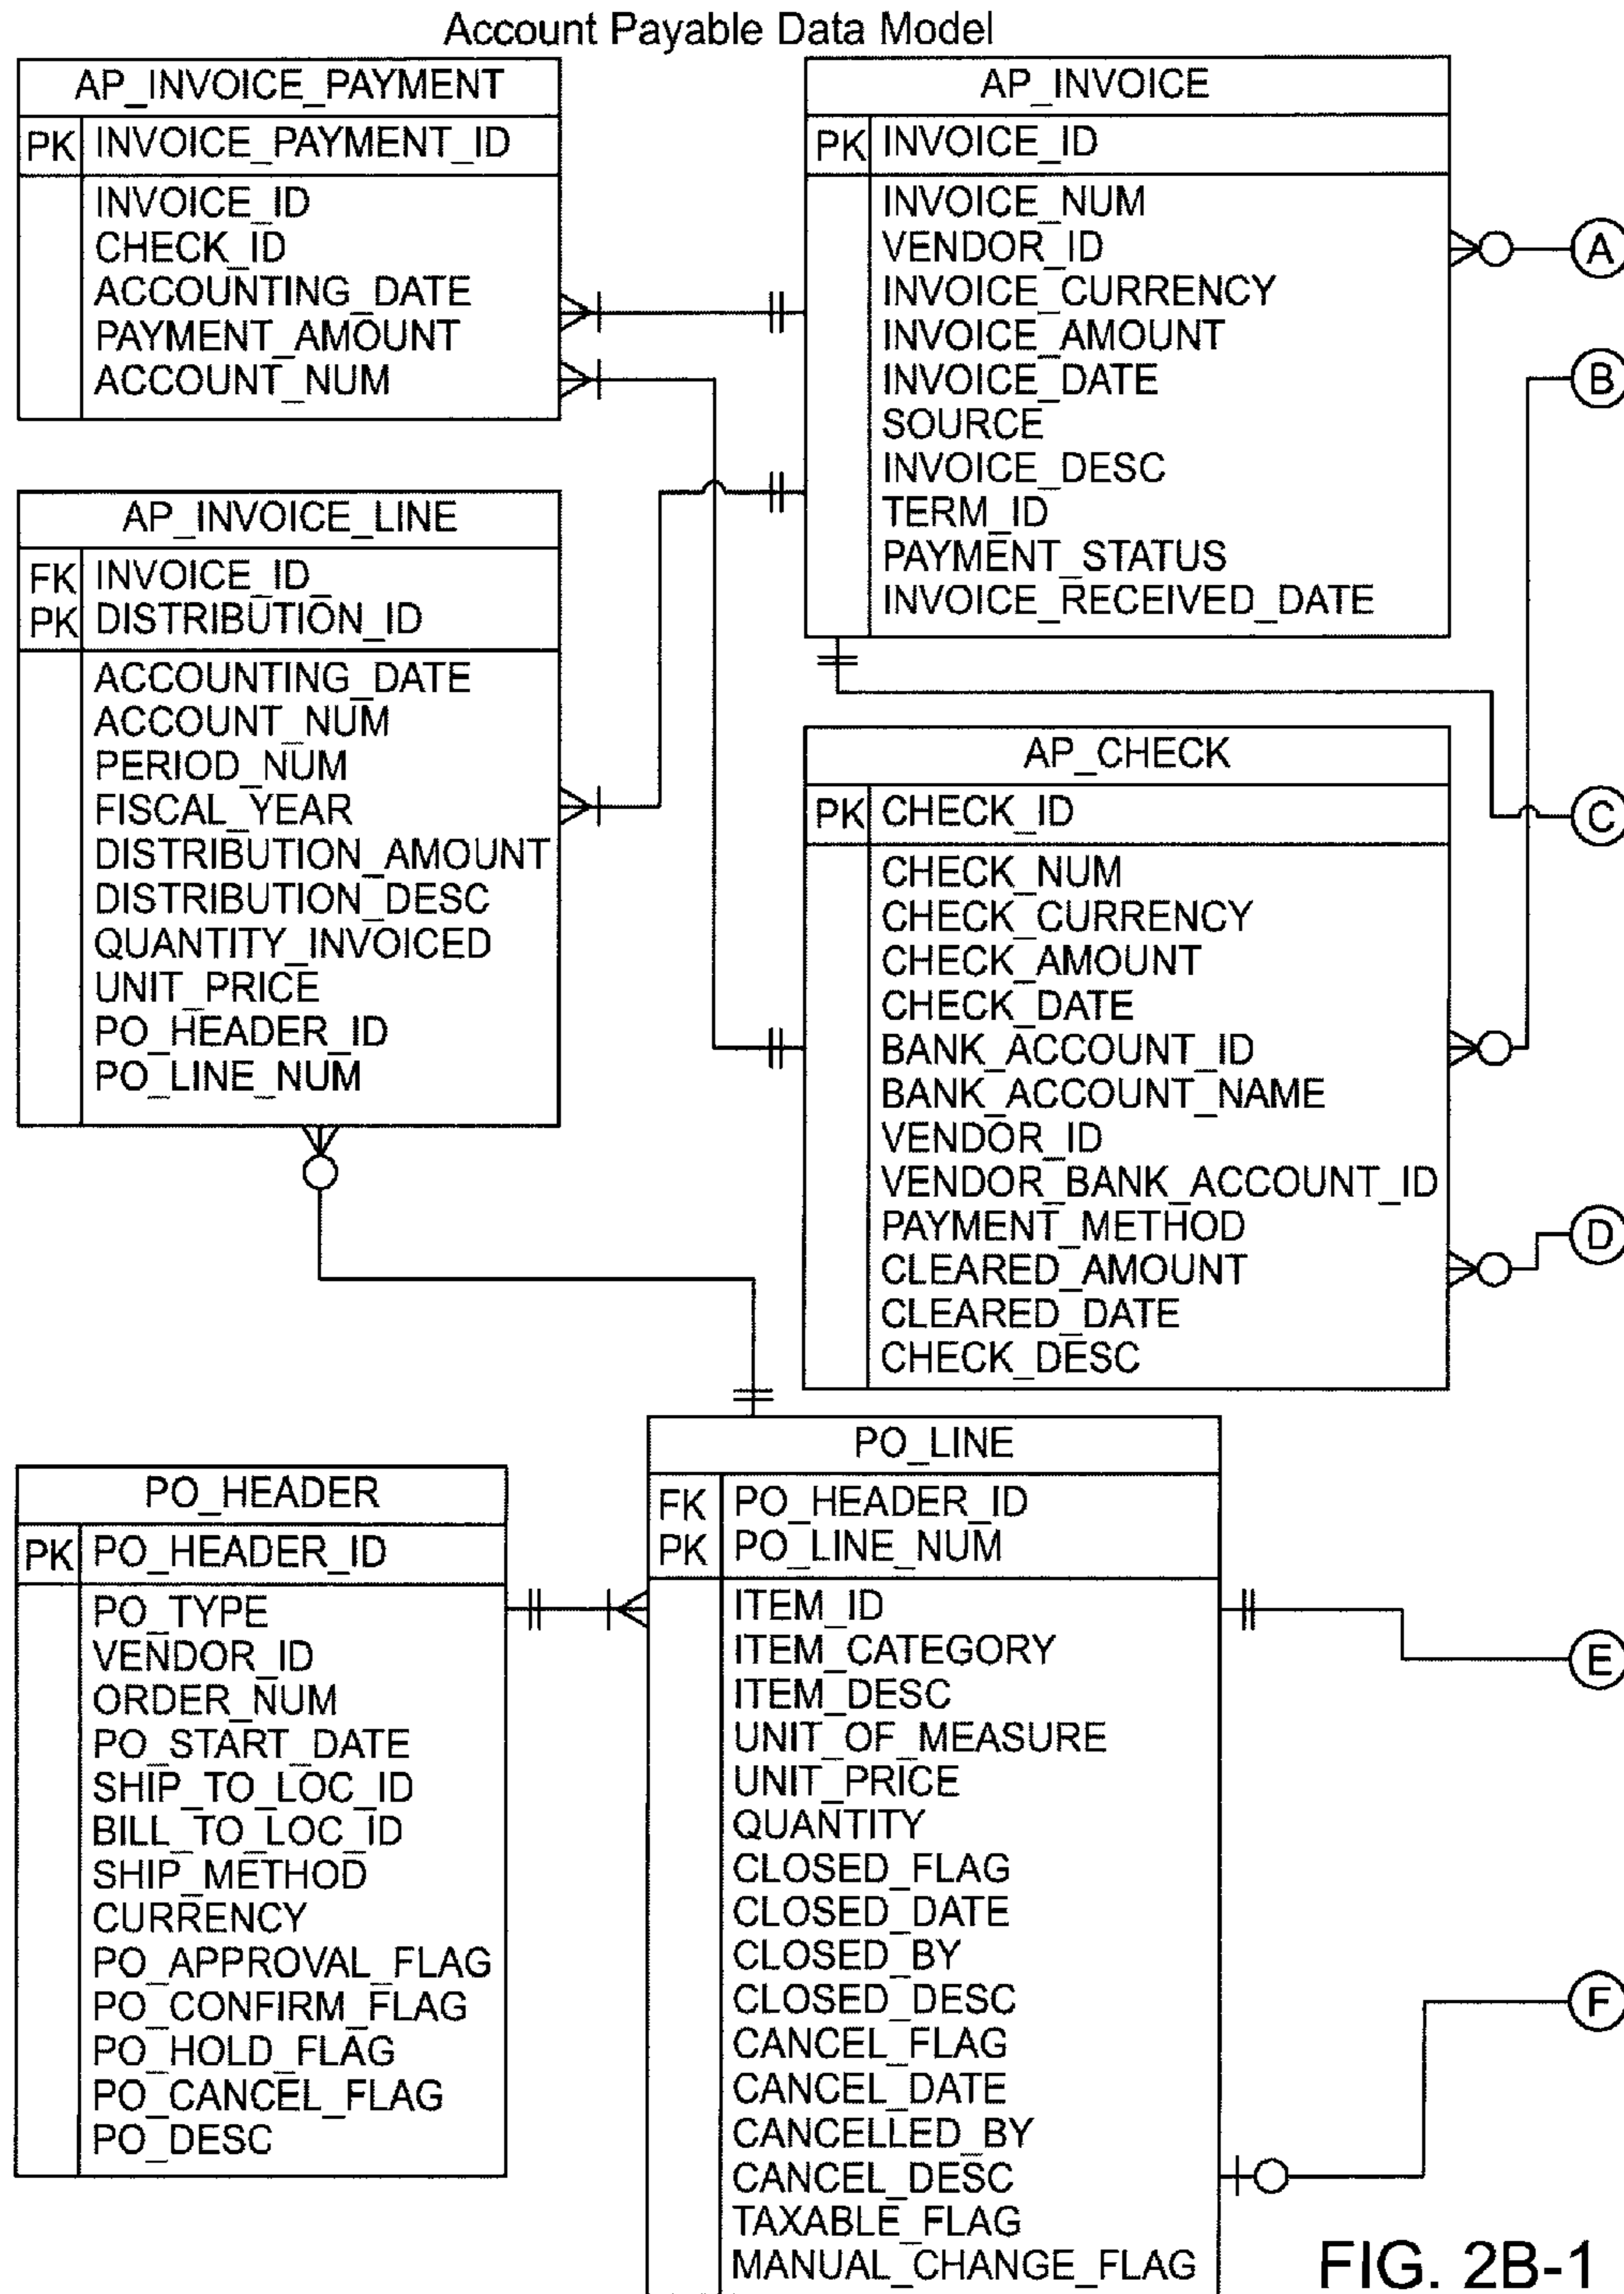 Account Payable Data Model
AP_INVOICE_PAYMENT
PK INVOICE_PAYMENT_ID
INVOICE_ID
CHECK_ID
ACCOUNTING_DATE
PAYMENT_AMOUNT
ACCOUNT_NUM
AP_INVOICE
PK INVOICE_ID
INVOICE_NUM
VENDOR_ID
INVOICE_CURRENCY
INVOICE_AMOUNT
INVOICE_DATE
SOURCE
INVOICE_DESC
TERM_ID
PAYMENT_STATUS
INVOICE_RECEIVED_DATE
A
B
AP_INVOICE_LINE
FK INVOICE_ID
PK DISTRIBUTION_ID
ACCOUNTING_DATE
ACCOUNT_NUM
PERIOD_NUM
FISCAL_YEAR
DISTRIBUTION_AMOUNT
DISTRIBUTION_DESC
QUANTITY_INVOICED
UNIT_PRICE
PO_HEADER_ID
PO_LINE_NUM
AP_CHECK
PK CHECK_ID
CHECK_NUM
CHECK_CURRENCY
CHECK_AMOUNT
CHECK_DATE
BANK_ACCOUNT_ID
BANK_ACCOUNT_NAME
VENDOR_ID
VENDOR_BANK_ACCOUNT_ID
PAYMENT_METHOD
CLEARED_AMOUNT
CLEARED_DATE
CHECK_DESC
C
D
PO_HEADER
PK PO_HEADER_ID
PO_TYPE
VENDOR_ID
ORDER_NUM
PO_START_DATE
SHIP_TO_LOC_ID
BILL_TO_LOC_ID
SHIP_METHOD
CURRENCY
PO_APPROVAL_FLAG
PO_CONFIRM_FLAG
PO_HOLD_FLAG
PO_CANCEL_FLAG
PO_DESC
PO_LINE
FK PO_HEADER_ID
PK PO_LINE_NUM
ITEM_ID
ITEM_CATEGORY
ITEM_DESC
UNIT_OF_MEASURE
UNIT_PRICE
QUANTITY
CLOSED_FLAG
CLOSED_DATE
CLOSED_BY
CLOSED_DESC
CANCEL_FLAG
CANCEL_DATE
CANCELLED_BY
CANCEL_DESC
TAXABLE_FLAG
MANUAL_CHANGE_FLAG
E
F
FIG. 2B-1